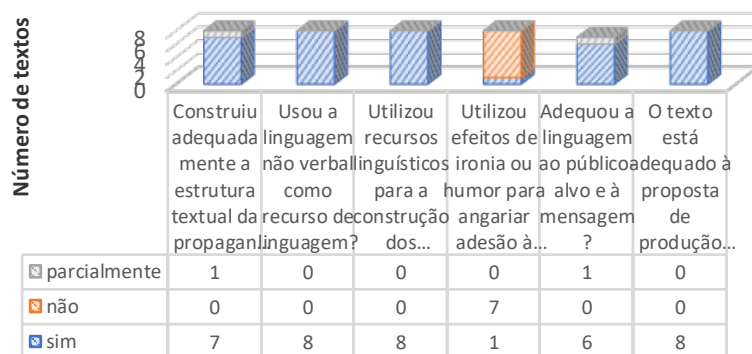 Número de textos
8
6
4
2
0
Construiu
adequada
mente a
estrutura
textual da
propagan...
Usou a
linguagem
não verbal
como
recurso de
linguagem?
Utilizou
recursos
linguísticos
para a
construção
dos...
Utilizou
efeitos de
ironia ou
humor para
angariar
adesão à...
Adequou a
linguagem
ao público
alvo e à
mensagem
?
O texto
está
adequado à
proposta
de
produção...
parcialmente 1 0 0 0 1 0
não 0 0 0 7 0 0
sim 7 8 8 1 6 8